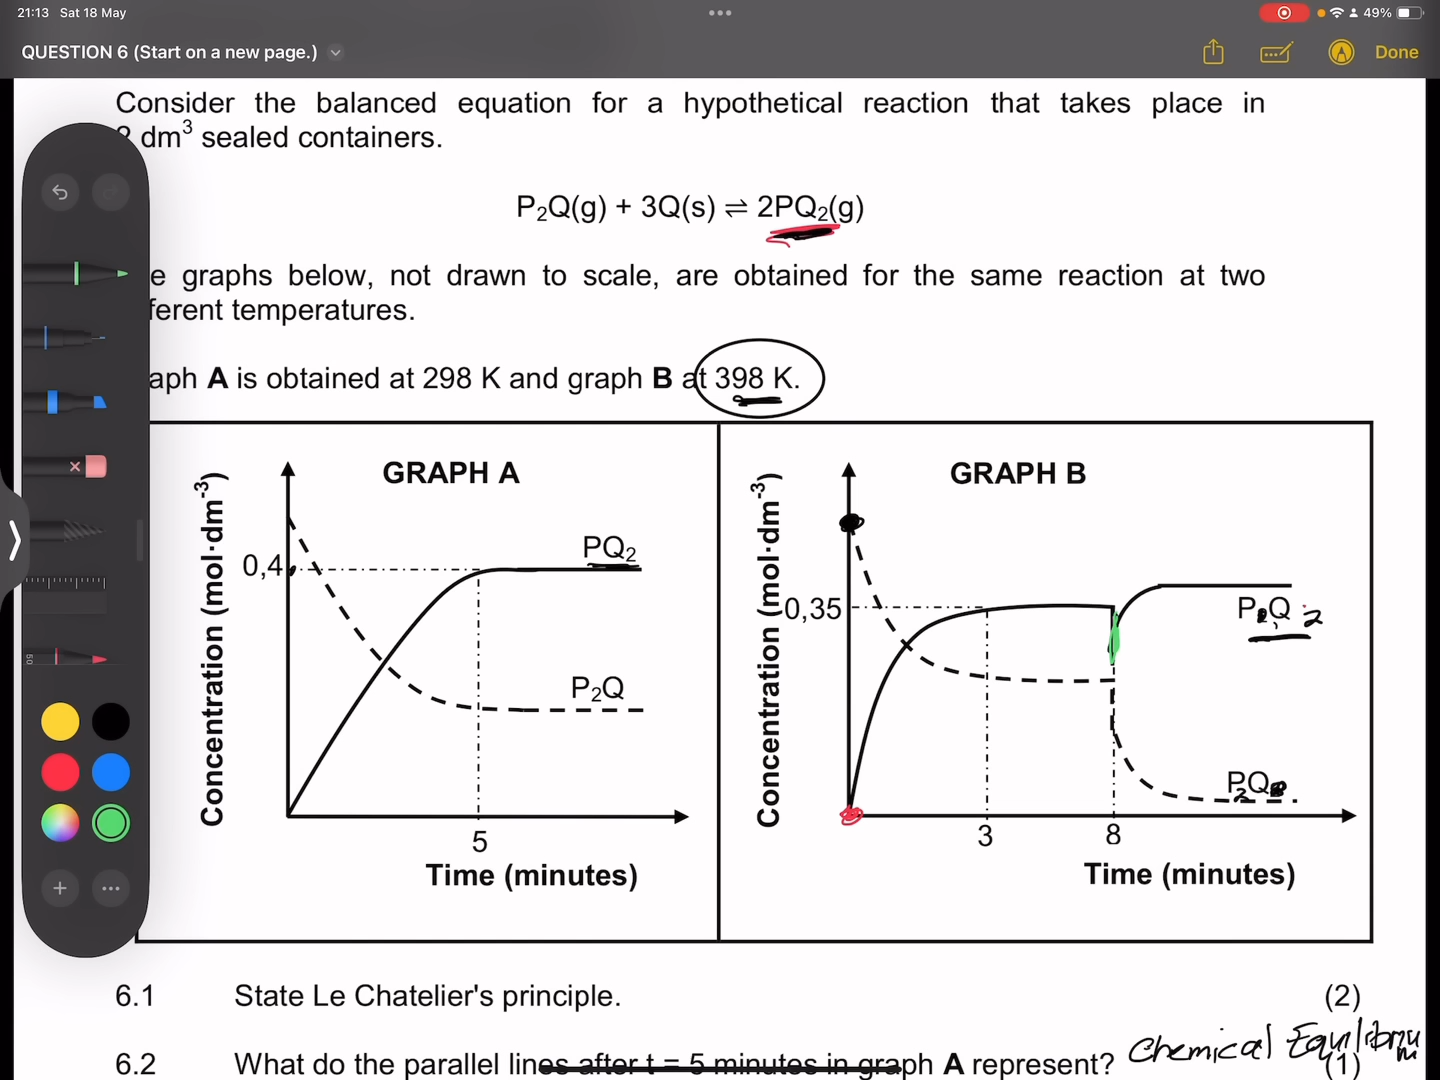 21:13 Sat 18 May
49%
QUESTION 6 (Start on a new page.)
Done
Consider the balanced equation for a hypothetical reaction that takes place in
dm³ sealed containers.
P₂Q(g) + 3Q(s) ⇌ 2PQ₂(g)
e graphs below, not drawn to scale, are obtained for the same reaction at two
ferent temperatures.
aph A is obtained at 298 K and graph B at 398 K.
GRAPH A
Concentration (mol·dm⁻³)
0,4
PQ₂
P₂Q
5
Time (minutes)
GRAPH B
Concentration (mol·dm⁻³)
0,35
PQ₂
P₂Q
3
8
Time (minutes)
50
6.1 State Le Chatelier's principle. (2)
6.2 What do the parallel lines after t = 5 minutes in graph A represent? (1)
Chemical Equilibrium